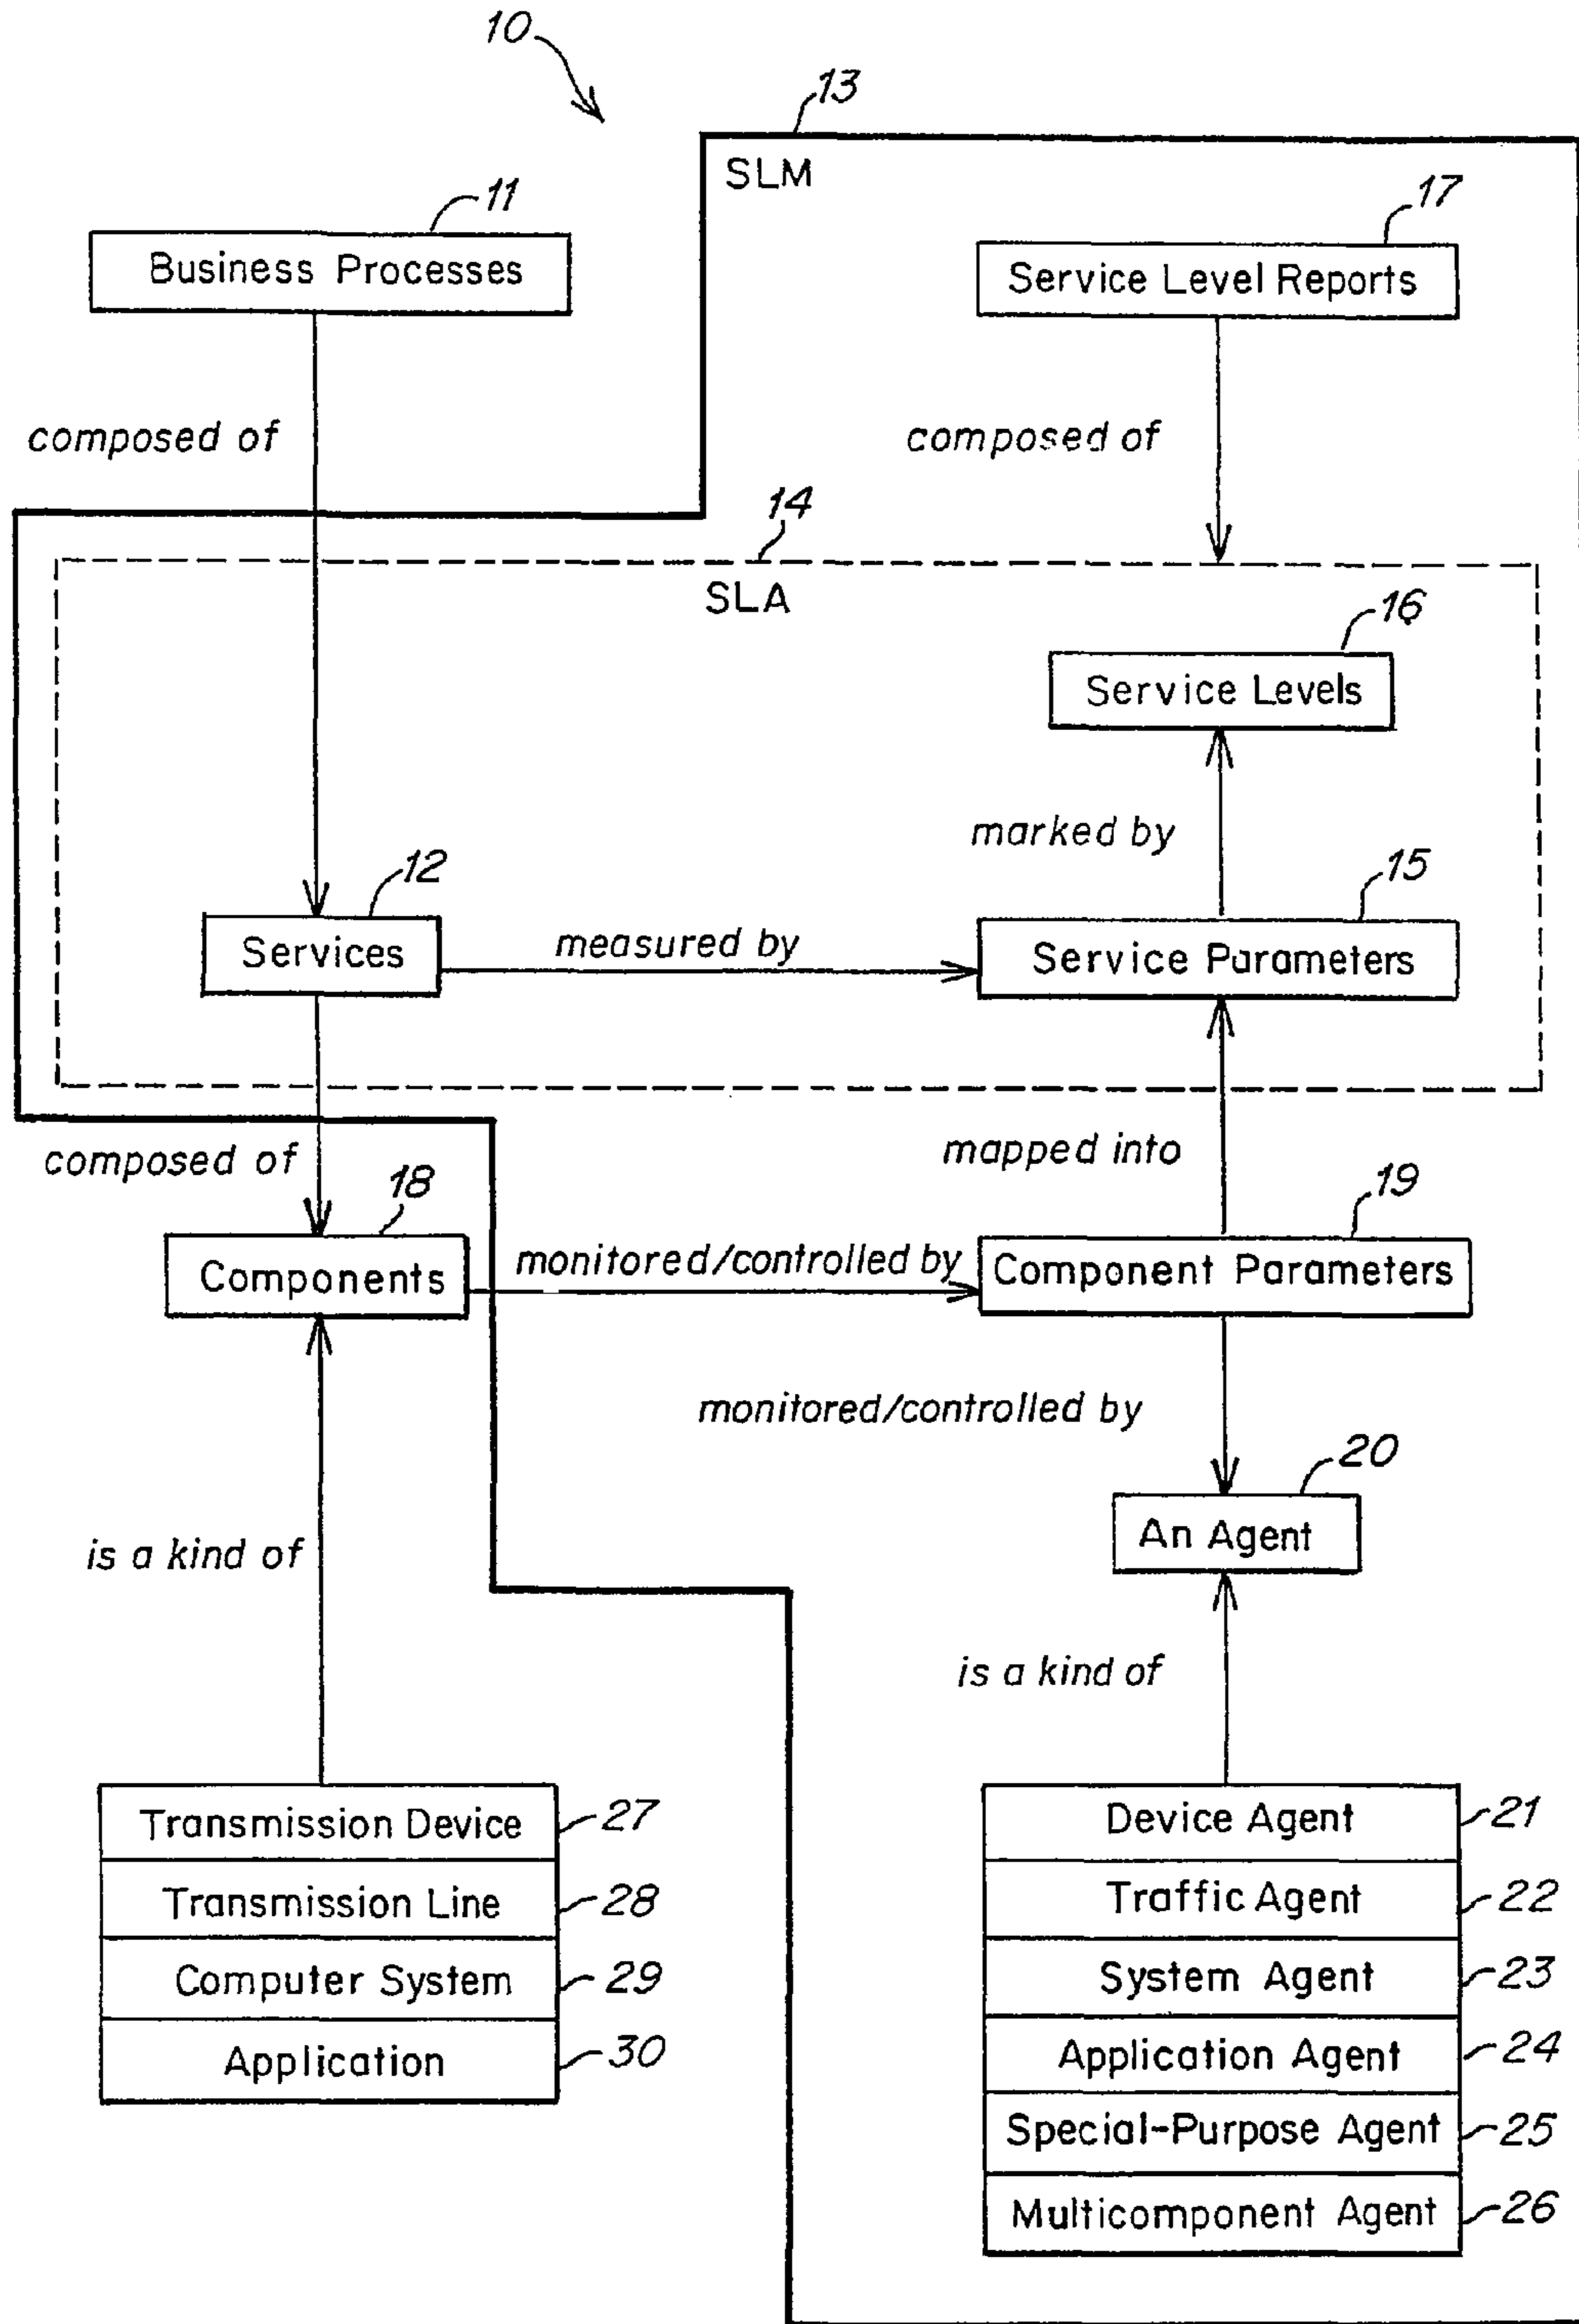 10
13
SLM
11
17
Business Processes
Service Level Reports
composed of
composed of
14
SLA
16
Service Levels
marked by
12
15
Services
measured by
Service Parameters
composed of
mapped into
18
19
Components
monitored/controlled by
Component Parameters
monitored/controlled by
20
An Agent
is a kind of
is a kind of
Transmission Device 27
Transmission Line 28
Computer System 29
Application 30
Device Agent 21
Traffic Agent 22
System Agent 23
Application Agent 24
Special-Purpose Agent 25
Multicomponent Agent 26